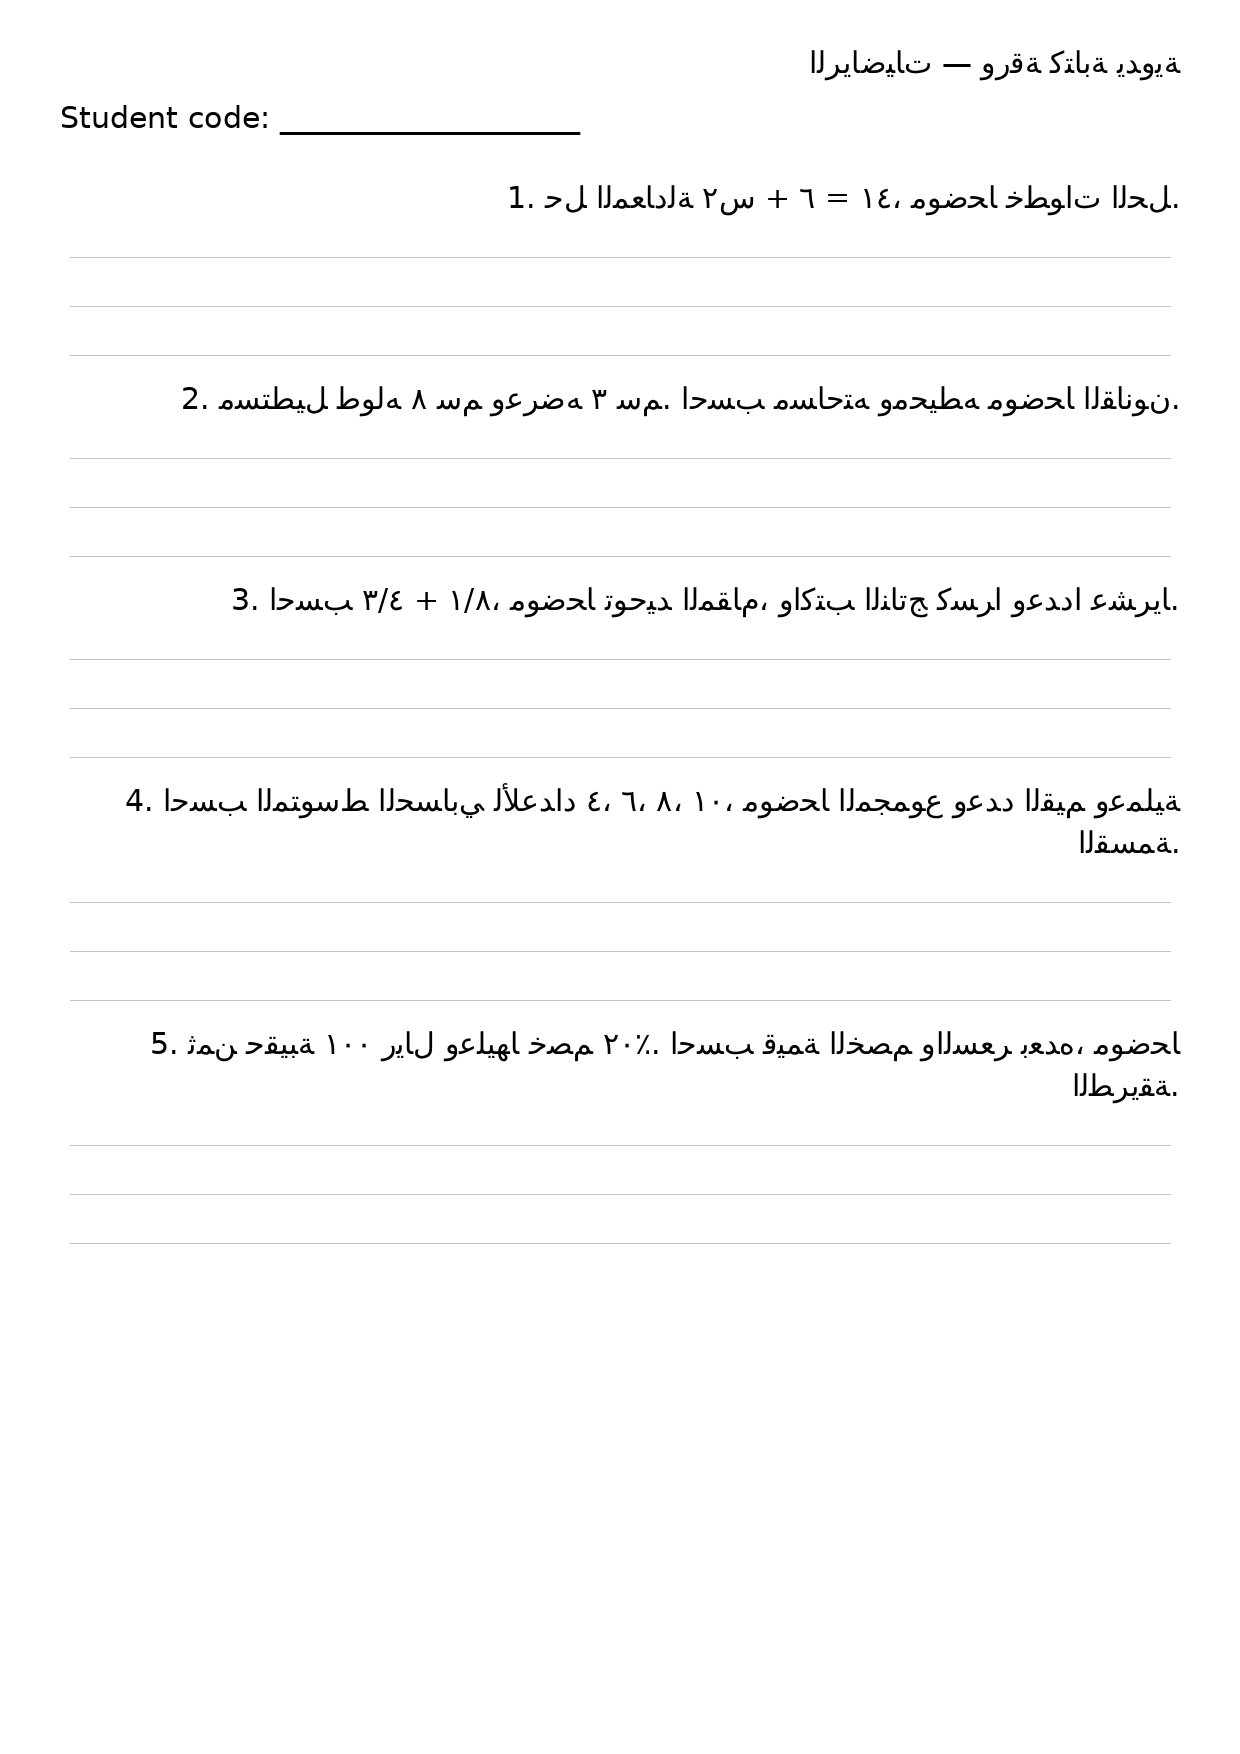 الرياضيات — ورقة كتابة يدوية
Student code: ____________________
1. حل المعادلة ٢س + ٦ = ١٤، موضحا خطوات الحل.
2. مستطيل طوله ٨ سم وعرضه ٣ سم. احسب مساحته ومحيطه موضحا القانون.
3. احسب ٣/٤ + ١/٨، موضحا توحيد المقام، واكتب الناتج كسرا وعددا عشريا.
4. احسب المتوسط الحسابي للأعداد ٤، ٦، ٨، ١٠، موضحا المجموع وعدد القيم وعملية
القسمة.
5. ثمن حقيبة ١٠٠ ريال وعليها خصم ٢٠٪. احسب قيمة الخصم والسعر بعده، موضحا
الطريقة.